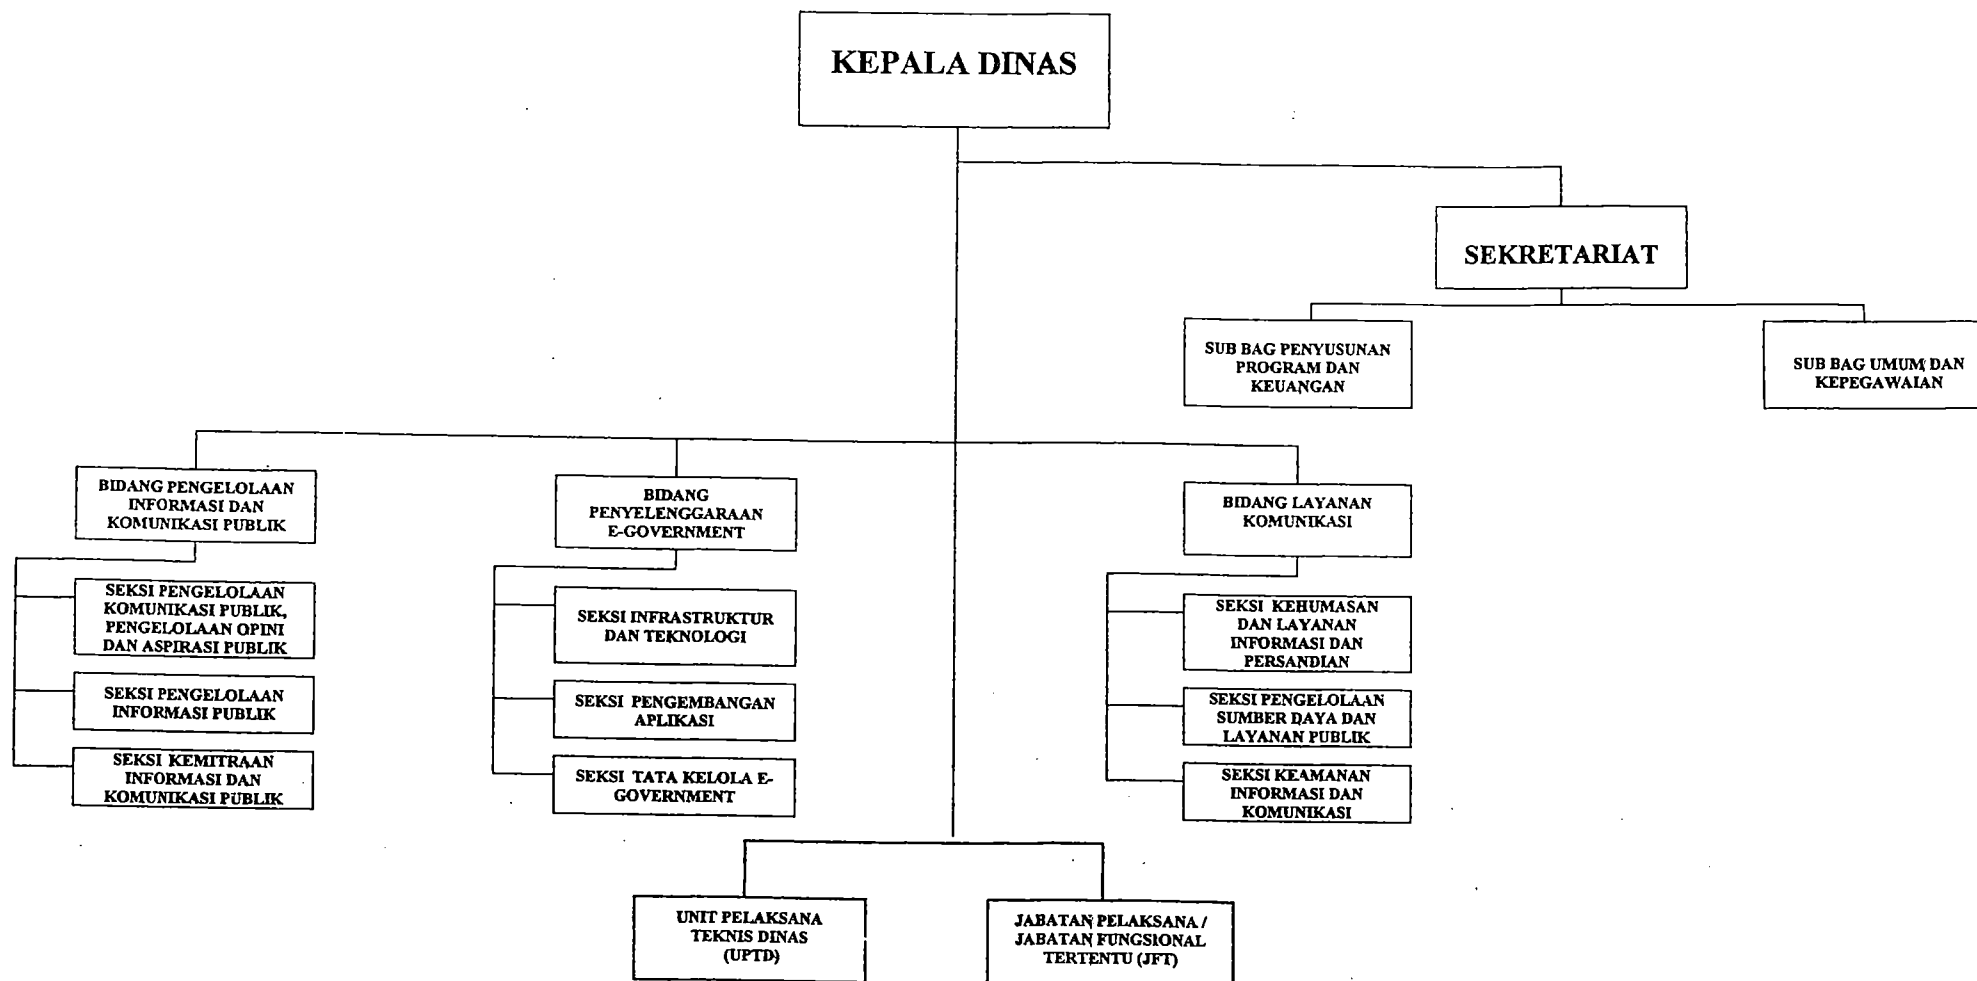 KEPALA DINAS
SEKRETARIAT
SUB BAG PENYUSUNAN
PROGRAM DAN
KEUANGAN
SUB BAG UMUM DAN
KEPEGAWAIAN
BIDANG PENGELOLAAN
INFORMASI DAN
KOMUNIKASI PUBLIK
SEKSI PENGELOLAAN
KOMUNIKASI PUBLIK,
PENGELOLAAN OPINI
DAN ASPIRASI PUBLIK
SEKSI PENGELOLAAN
INFORMASI PUBLIK
SEKSI KEMITRAAN
INFORMASI DAN
KOMUNIKASI PUBLIK
BIDANG
PENYELENGGARAAN
E-GOVERNMENT
SEKSI INFRASTRUKTUR
DAN TEKNOLOGI
SEKSI PENGEMBANGAN
APLIKASI
SEKSI TATA KELOLA E-
GOVERNMENT
BIDANG LAYANAN
KOMUNIKASI
SEKSI KEHUMASAN
DAN LAYANAN
INFORMASI DAN
PERSANDIAN
SEKSI PENGELOLAAN
SUMBER DAYA DAN
LAYANAN PUBLIK
SEKSI KEAMANAN
INFORMASI DAN
KOMUNIKASI
UNIT PELAKSANA
TEKNIS DINAS
(UPTD)
JABATAN PELAKSANA /
JABATAN FUNGSIONAL
TERTENTU (JFT)